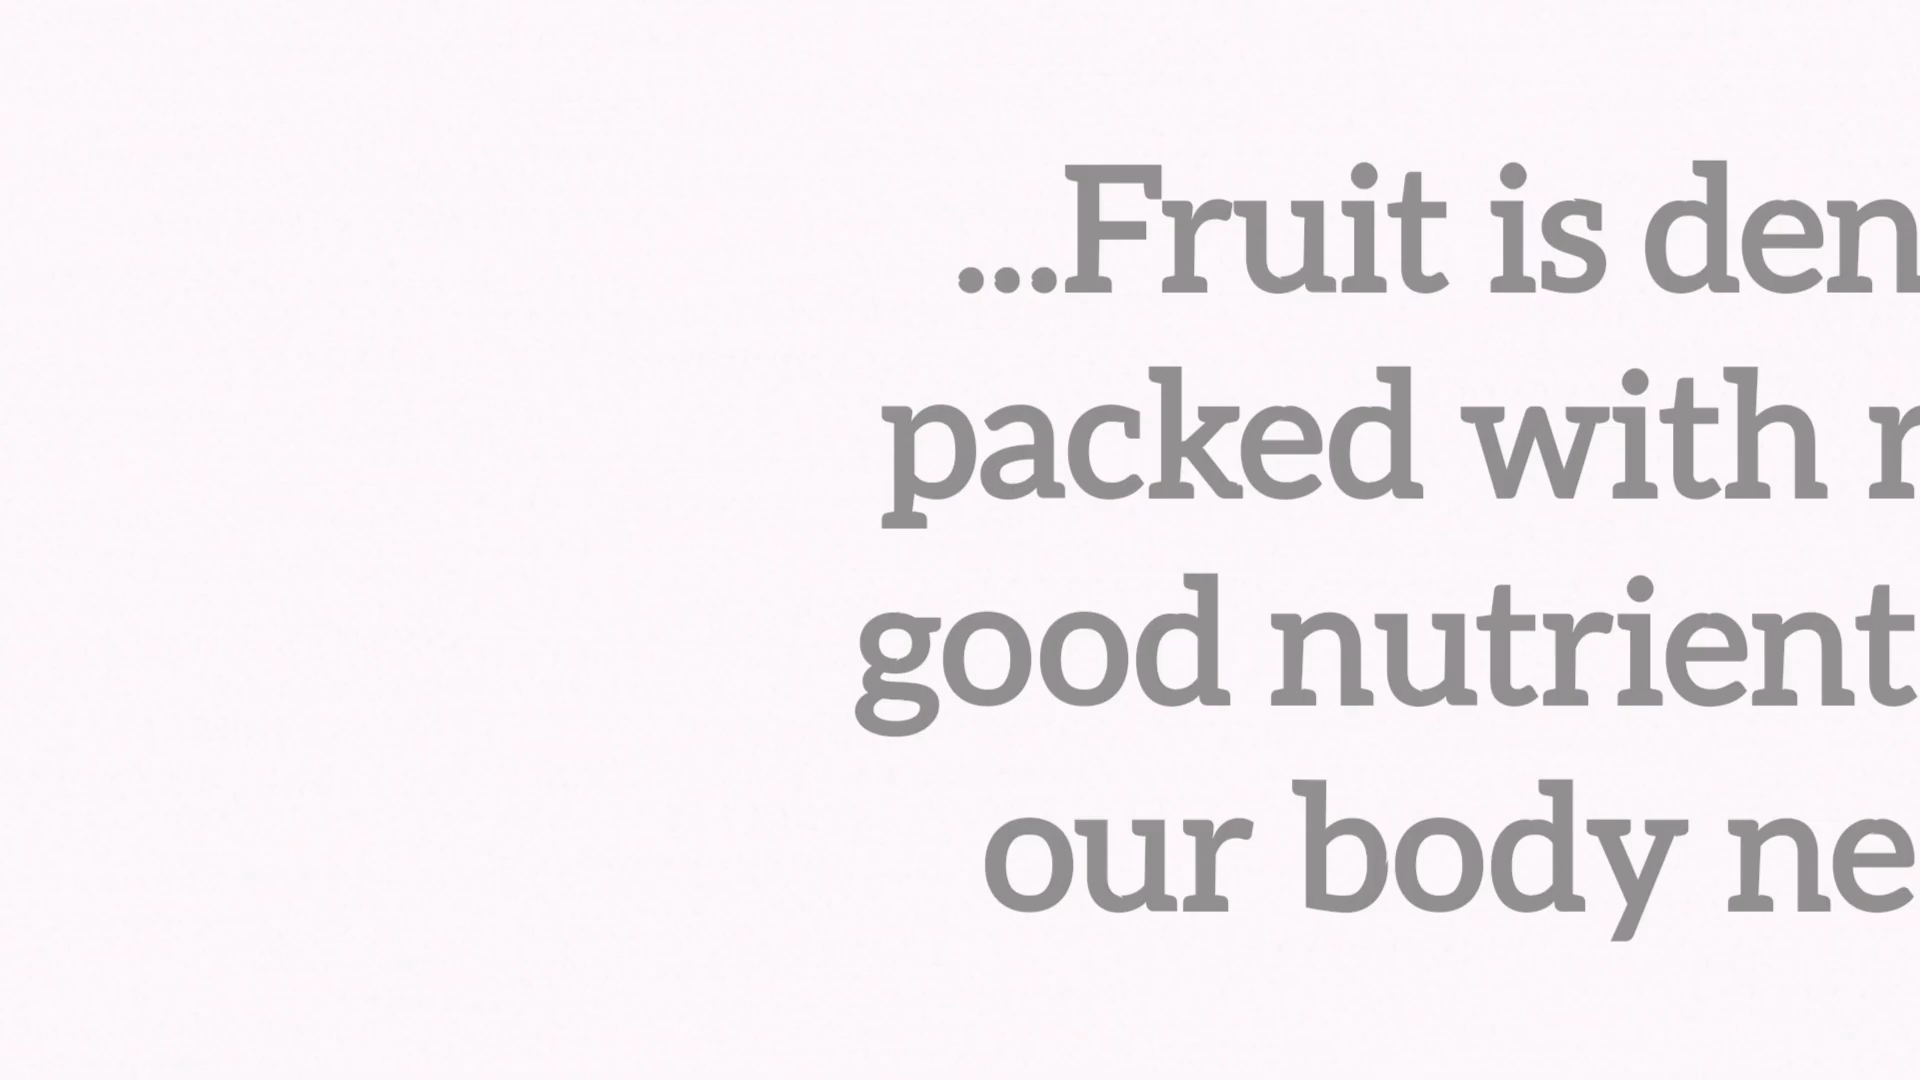 ...Fruit is den
packed with
good nutrient
our body ne